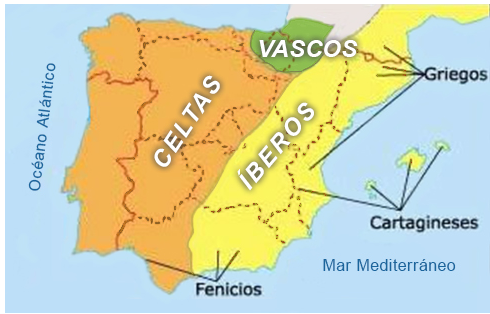 VASCOS
Griegos
Océano Atlántico
CELTAS
ÍBEROS
Cartagineses
Mar Mediterráneo
Fenicios